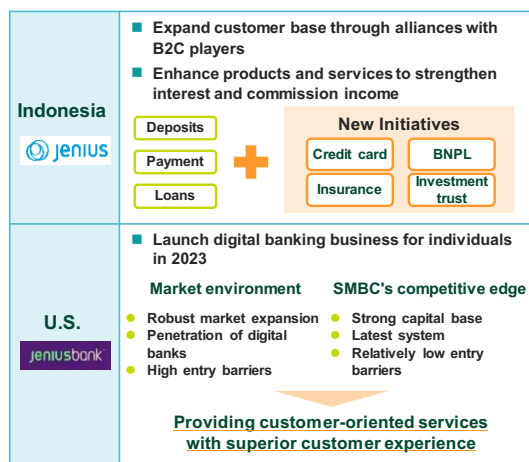 Indonesia
Jenius
Expand customer base through alliances with
B2C players
Enhance products and services to strengthen
interest and commission income
Deposits
Payment
Loans
New Initiatives
Credit card
BNPL
Insurance
Investment
trust
U.S.
jeniusbank
Launch digital banking business for individuals
in 2023
Market environment
Robust market expansion
Penetration of digital
banks
High entry barriers
SMBC's competitive edge
Strong capital base
Latest system
Relatively low entry
barriers
Providing customer-oriented services
with superior customer experience